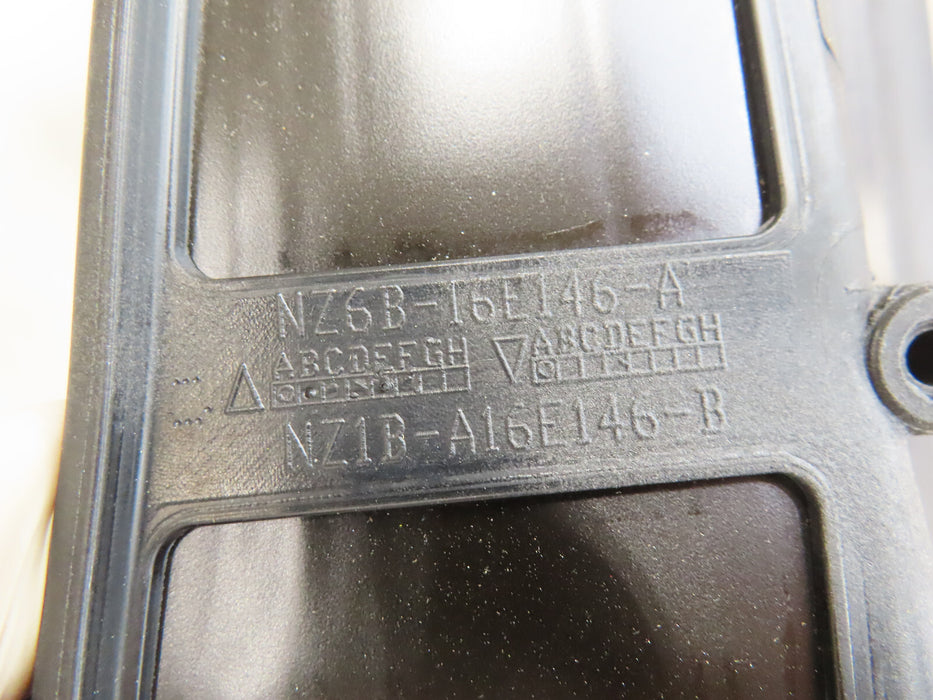 NZ6B-16E146-A
△ ABCDEFGH ▽ ABCDEFGH
NZ1B-A16E146-B